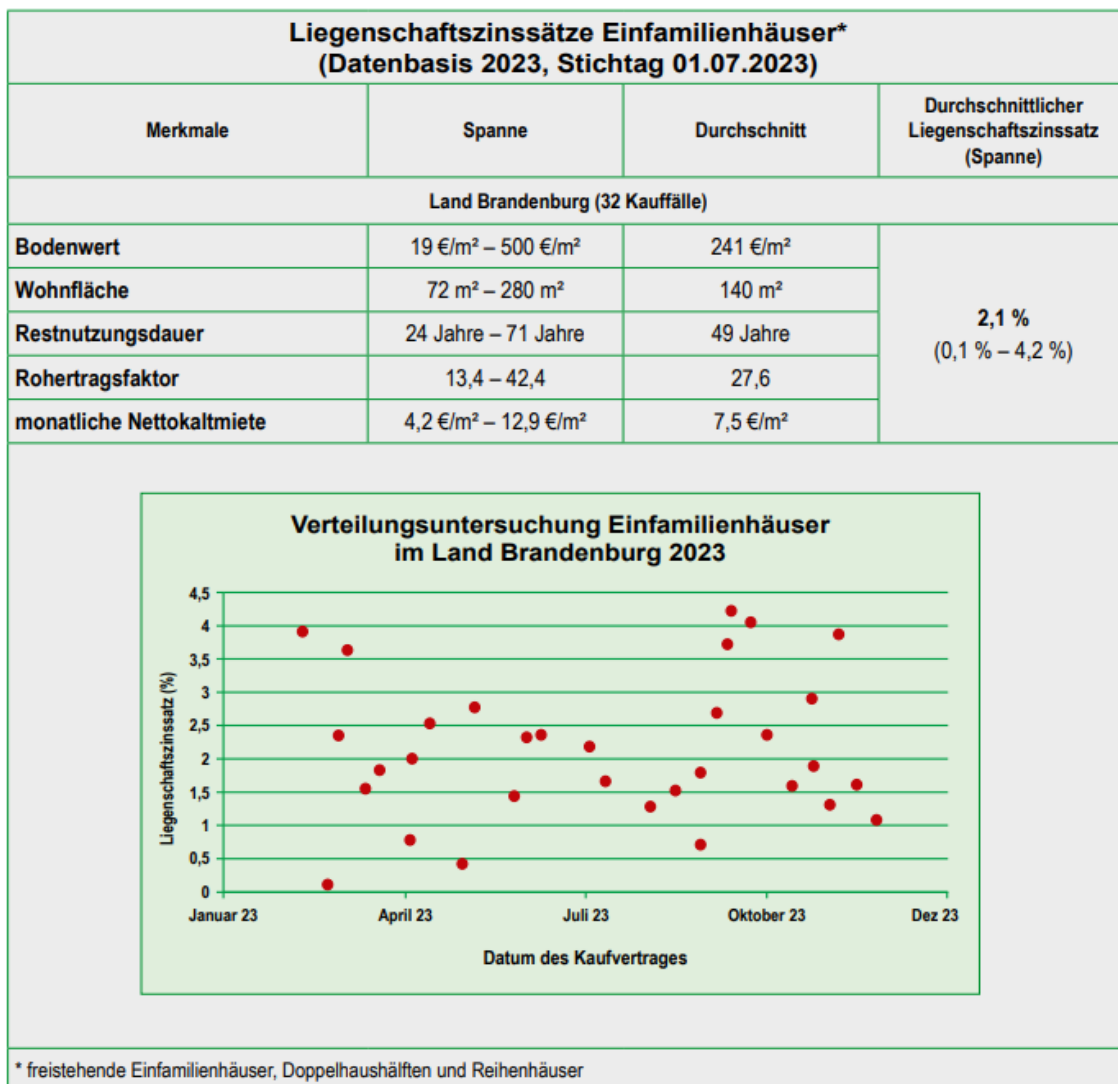 Liegenschaftszinssätze Einfamilienhäuser*
(Datenbasis 2023, Stichtag 01.07.2023)
Merkmale
Spanne
Durchschnitt
Durchschnittlicher
Liegenschaftszinssatz
(Spanne)
Land Brandenburg (32 Kauffälle)
Bodenwert 19 €/m² – 500 €/m² 241 €/m²
Wohnfläche 72 m² – 280 m² 140 m²
Restnutzungsdauer 24 Jahre – 71 Jahre 49 Jahre
Rohertragsfaktor 13,4 – 42,4 27,6
monatliche Nettokaltmiete 4,2 €/m² – 12,9 €/m² 7,5 €/m²
2,1 %
(0,1 % – 4,2 %)
Verteilungsuntersuchung Einfamilienhäuser
im Land Brandenburg 2023
Liegenschaftszinssatz (%)
4,5
4
3,5
3
2,5
2
1,5
1
0,5
0
Januar 23 April 23 Juli 23 Oktober 23 Dez 23
Datum des Kaufvertrages
* freistehende Einfamilienhäuser, Doppelhaushälften und Reihenhäuser